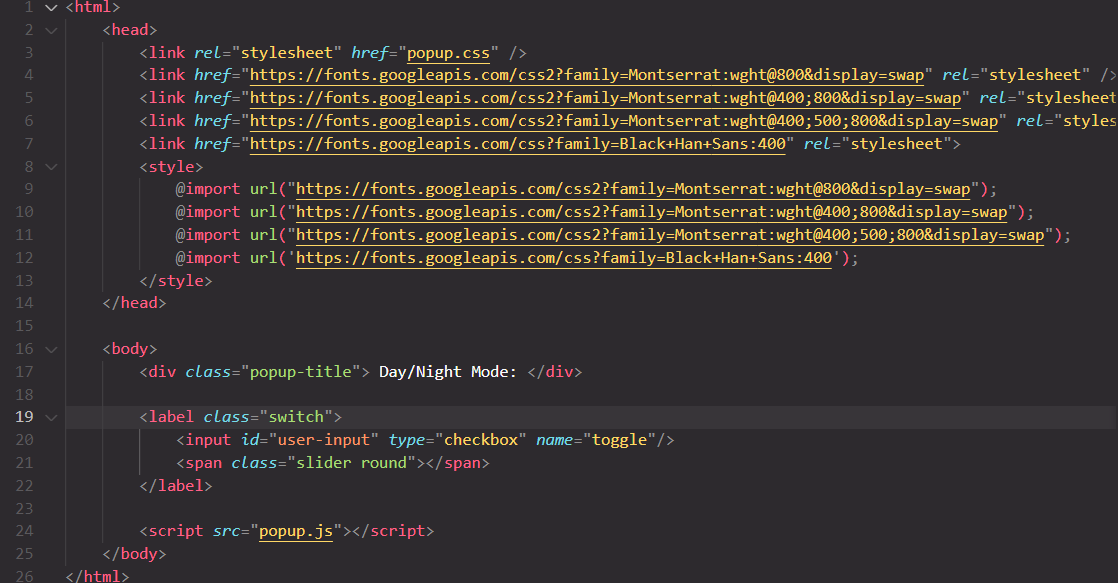 1 <html>
2 <head>
3 <link rel="stylesheet" href="popup.css" />
4 <link href="https://fonts.googleapis.com/css2?family=Montserrat:wght@800&display=swap" rel="stylesheet" />
5 <link href="https://fonts.googleapis.com/css2?family=Montserrat:wght@400;800&display=swap" rel="stylesheet
6 <link href="https://fonts.googleapis.com/css2?family=Montserrat:wght@400;500;800&display=swap" rel="styles
7 <link href="https://fonts.googleapis.com/css?family=Black+Han+Sans:400" rel="stylesheet">
8 <style>
9 @import url("https://fonts.googleapis.com/css2?family=Montserrat:wght@800&display=swap");
10 @import url("https://fonts.googleapis.com/css2?family=Montserrat:wght@400;800&display=swap");
11 @import url("https://fonts.googleapis.com/css2?family=Montserrat:wght@400;500;800&display=swap");
12 @import url('https://fonts.googleapis.com/css?family=Black+Han+Sans:400');
13 </style>
14 </head>
15
16 <body>
17 <div class="popup-title"> Day/Night Mode: </div>
18
19 <label class="switch">
20 <input id="user-input" type="checkbox" name="toggle"/>
21 <span class="slider round"></span>
22 </label>
23
24 <script src="popup.js"></script>
25 </body>
26 </html>